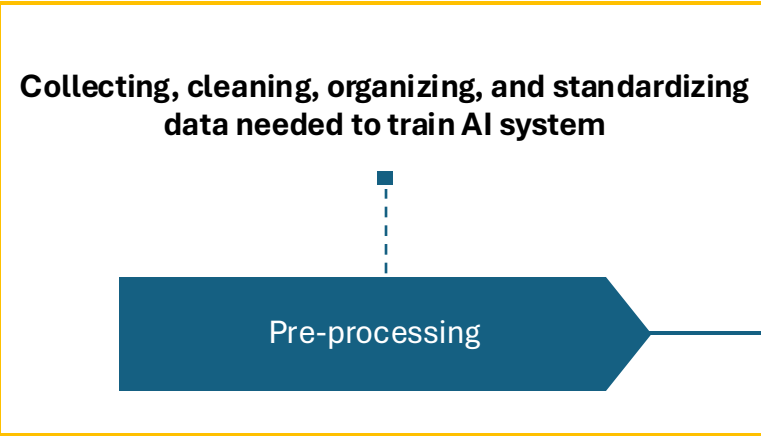 Collecting, cleaning, organizing, and standardizing
data needed to train AI system
Pre-processing